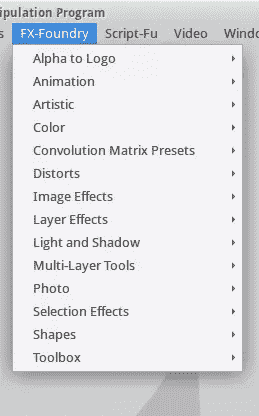 ipulation Program
s FX-Foundry Script-Fu Video Windo
Alpha to Logo
Animation
Artistic
Color
Convolution Matrix Presets
Distorts
Image Effects
Layer Effects
Light and Shadow
Multi-Layer Tools
Photo
Selection Effects
Shapes
Toolbox